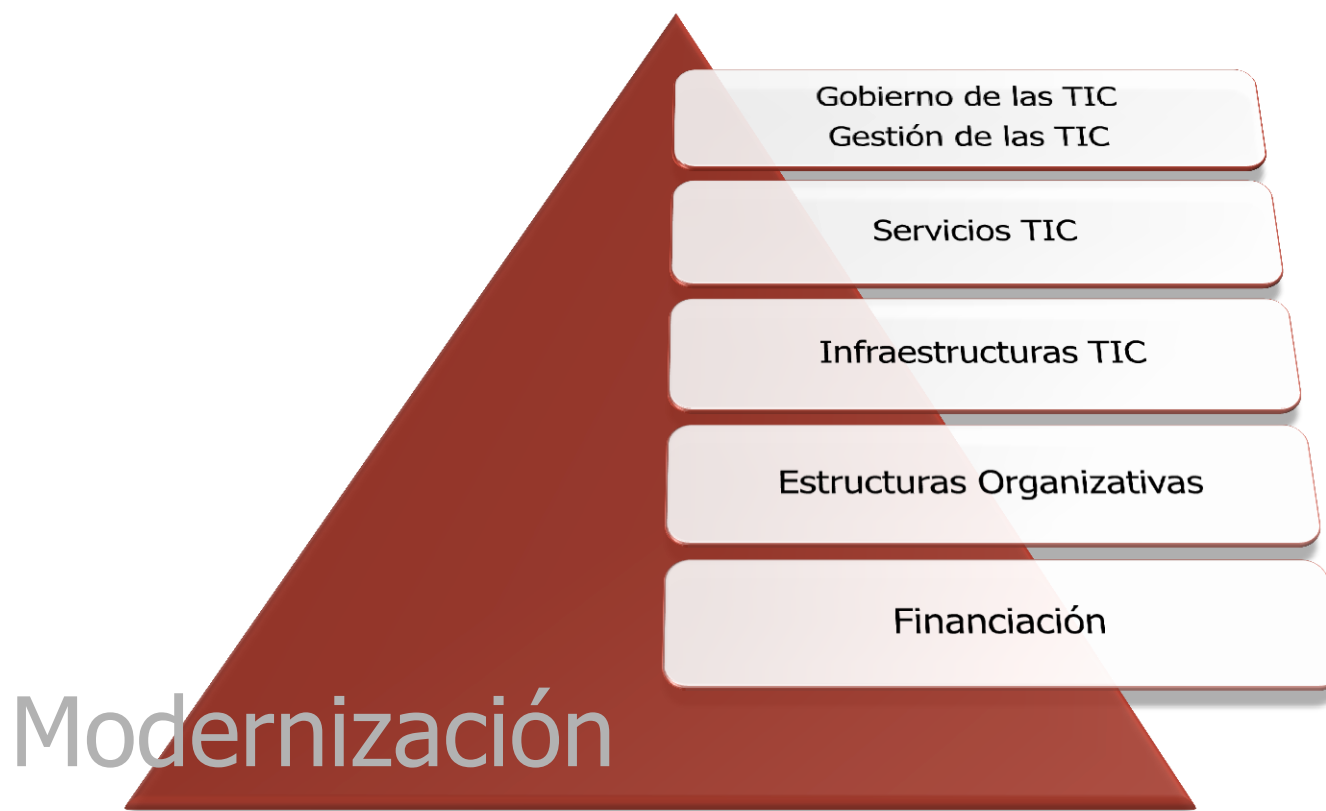 Gobierno de las TIC
Gestión de las TIC
Servicios TIC
Infraestructuras TIC
Estructuras Organizativas
Financiación
Modernización